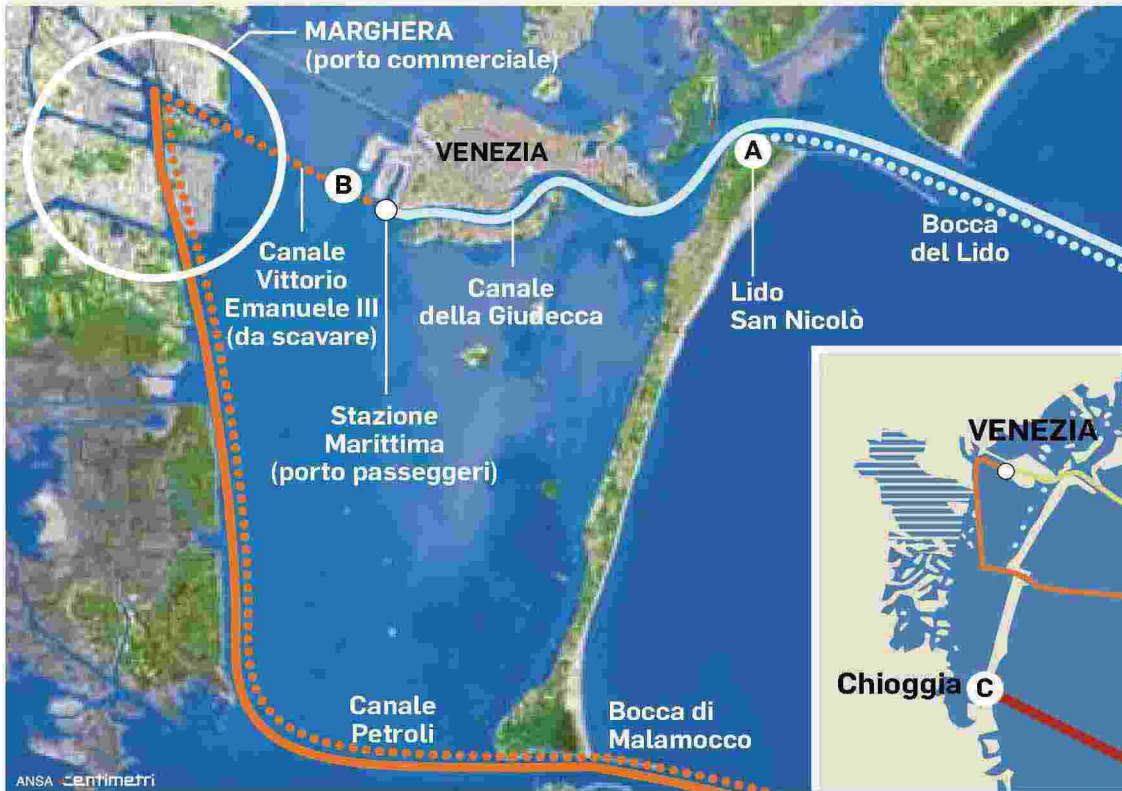 MARGHERA
(porto commerciale)
VENEZIA
A
B
Canale
Vittorio
Emanuele III
(da scavare)
Canale
della Giudecca
Bocca
del Lido
Lido
San Nicolò
Stazione
Marittima
(porto passeggeri)
VENEZIA
Chioggia C
Canale
Petroli
Bocca di
Malamocco
ANSA centimetri